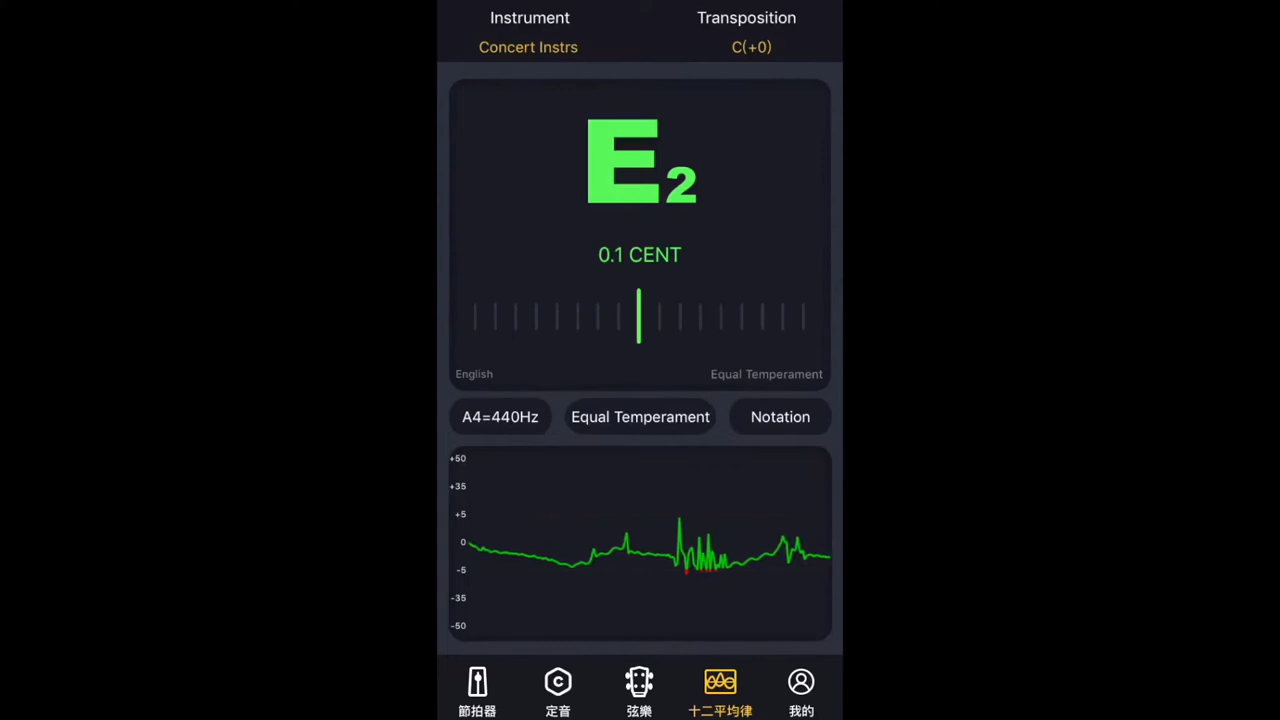 Instrument Transposition
Concert Instrs C(+0)
E2
0.1 CENT
English Equal Temperament
A4=440Hz Equal Temperament Notation
+50
+35
+5
0
-5
-35
-50
C
節拍器 定音 弦樂 十二平均律 我的